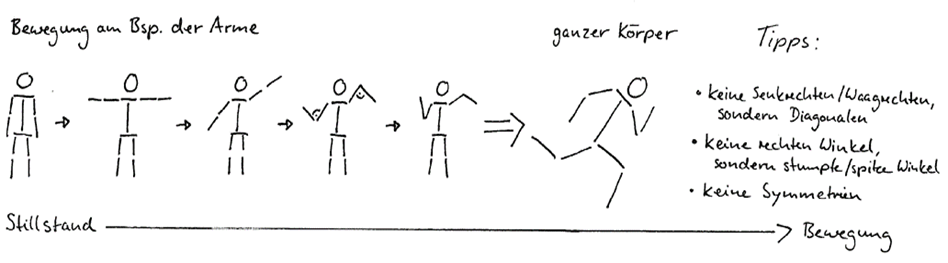 Bewegung am Bsp. der Arme
ganzer Körper
Tipps:
• keine Senkrechten/Waagrechten,
sondern Diagonalen
• keine rechten Winkel,
sondern stumpfe/spitze Winkel
• keine Symmetrien
Stillstand
Bewegung